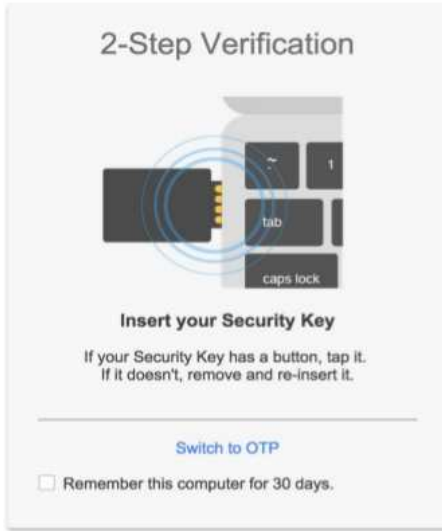 2-Step Verification
~
1
tab
caps lock
Insert your Security Key
If your Security Key has a button, tap it.
If it doesn't, remove and re-insert it.
Switch to OTP
Remember this computer for 30 days.